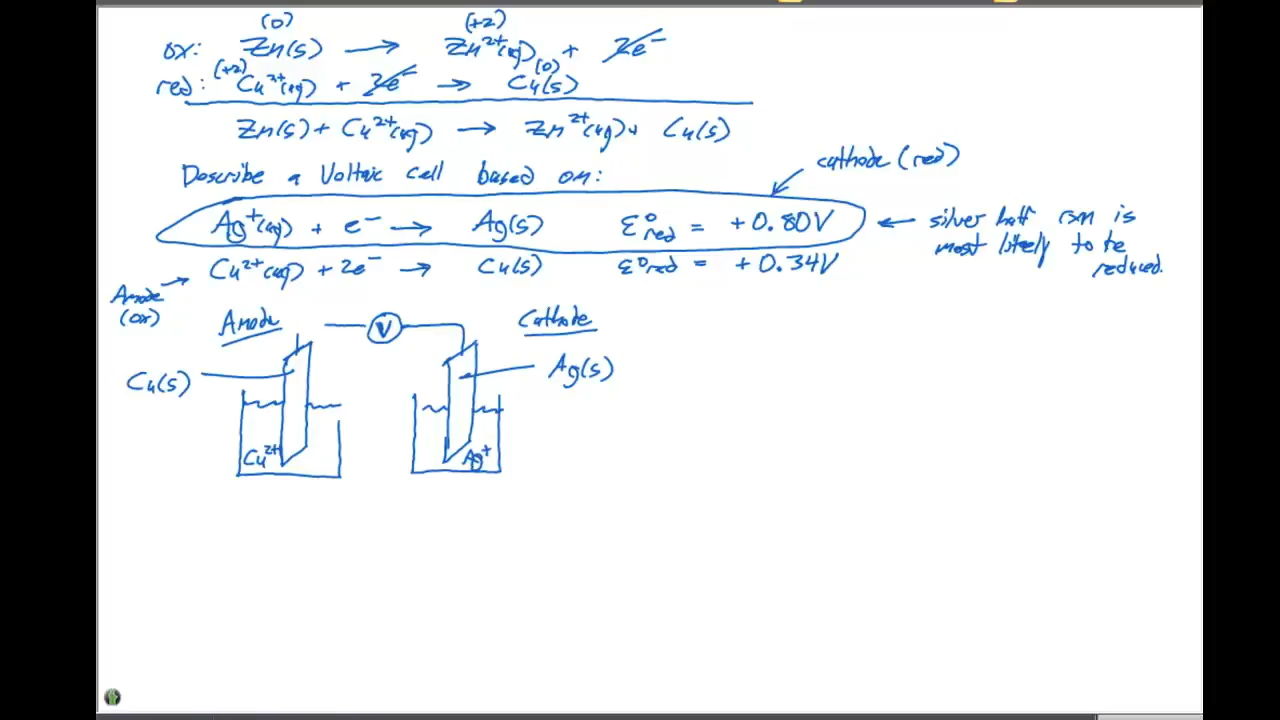 (0) (+2)
ox: Zn(s) → Zn²⁺(aq) + 2e⁻
(+2) (0)
red: Cu²⁺(aq) + 2e⁻ → Cu(s)
Zn(s) + Cu²⁺(aq) → Zn²⁺(aq) + Cu(s)
cathode (red)
Describe a Voltaic cell based on:
Ag⁺(aq) + e⁻ → Ag(s) ε°red = +0.80V ← silver half rxn is
most likely to be
reduced.
Cu²⁺(aq) + 2e⁻ → Cu(s) ε°red = +0.34V
Anode →
(ox)
Anode V Cathode
Cu(s) Ag(s)
Cu²⁺ Ag⁺